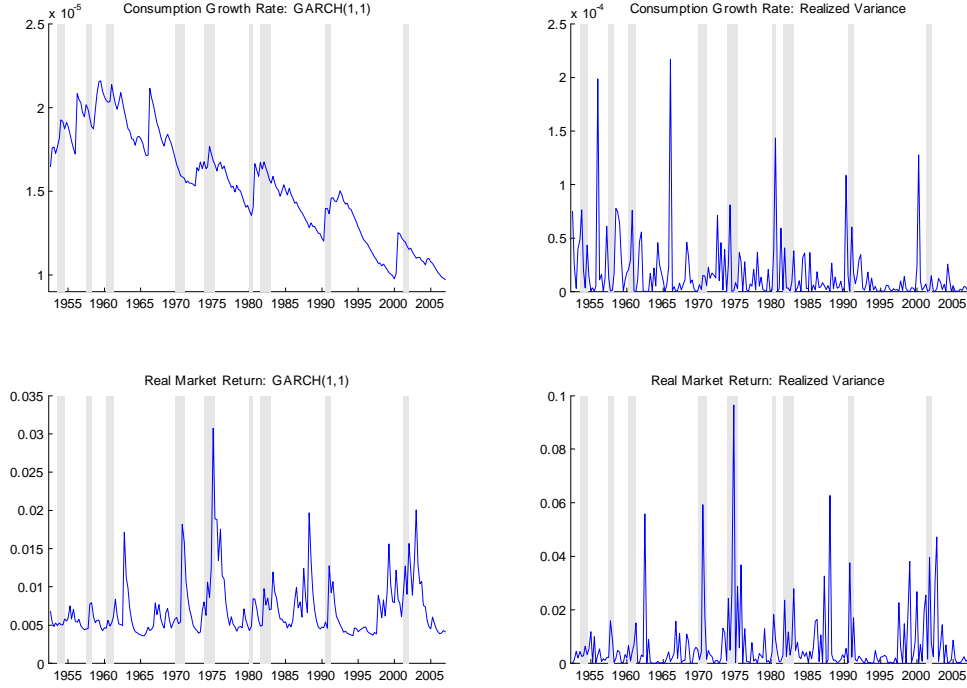 Consumption Growth Rate: GARCH(1,1)
x 10^-5
2.5
2
1.5
1
1955 1960 1965 1970 1975 1980 1985 1990 1995 2000 2005
Consumption Growth Rate: Realized Variance
x 10^-4
2.5
2
1.5
1
0.5
0
1955 1960 1965 1970 1975 1980 1985 1990 1995 2000 2005
Real Market Return: GARCH(1,1)
0.035
0.03
0.025
0.02
0.015
0.01
0.005
0
1955 1960 1965 1970 1975 1980 1985 1990 1995 2000 2005
Real Market Return: Realized Variance
0.1
0.08
0.06
0.04
0.02
0
1955 1960 1965 1970 1975 1980 1985 1990 1995 2000 2005